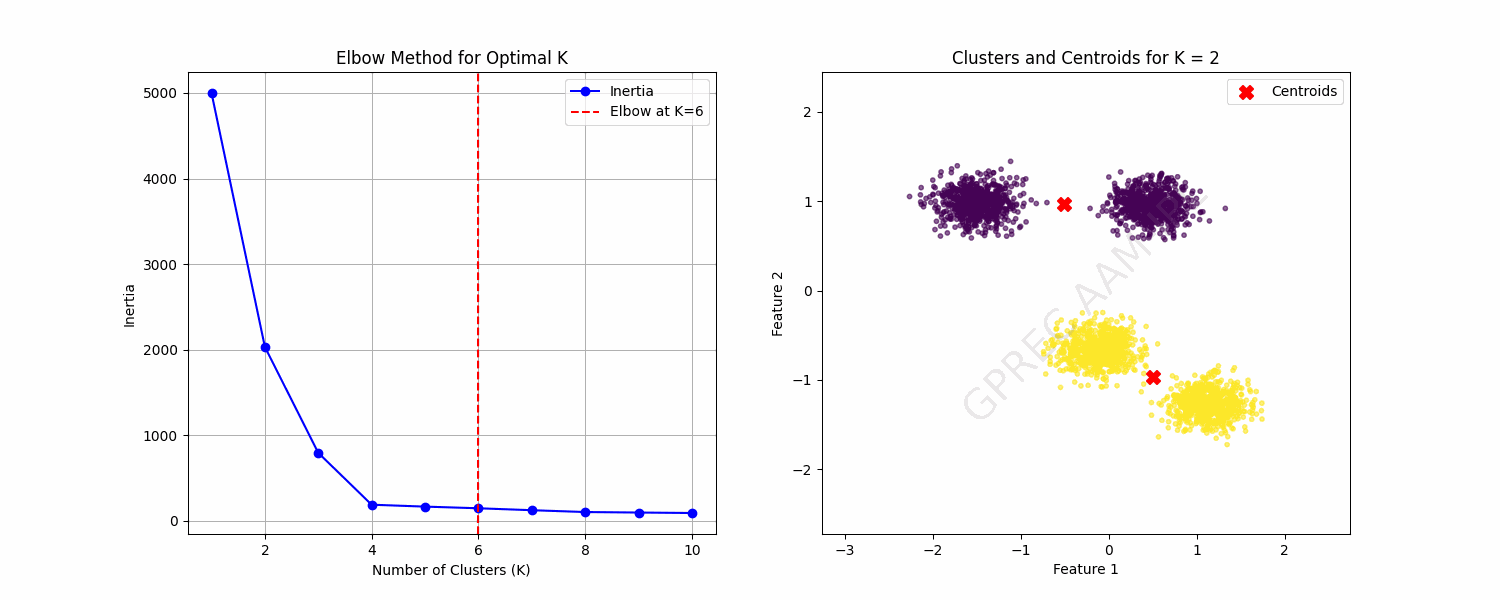 Elbow Method for Optimal K
5000
4000
3000
2000
1000
0
Inertia
2
4
6
8
10
Number of Clusters (K)
Inertia
Elbow at K=6
Clusters and Centroids for K = 2
Centroids
2
1
0
−1
−2
Feature 2
−3
−2
−1
0
1
2
Feature 1